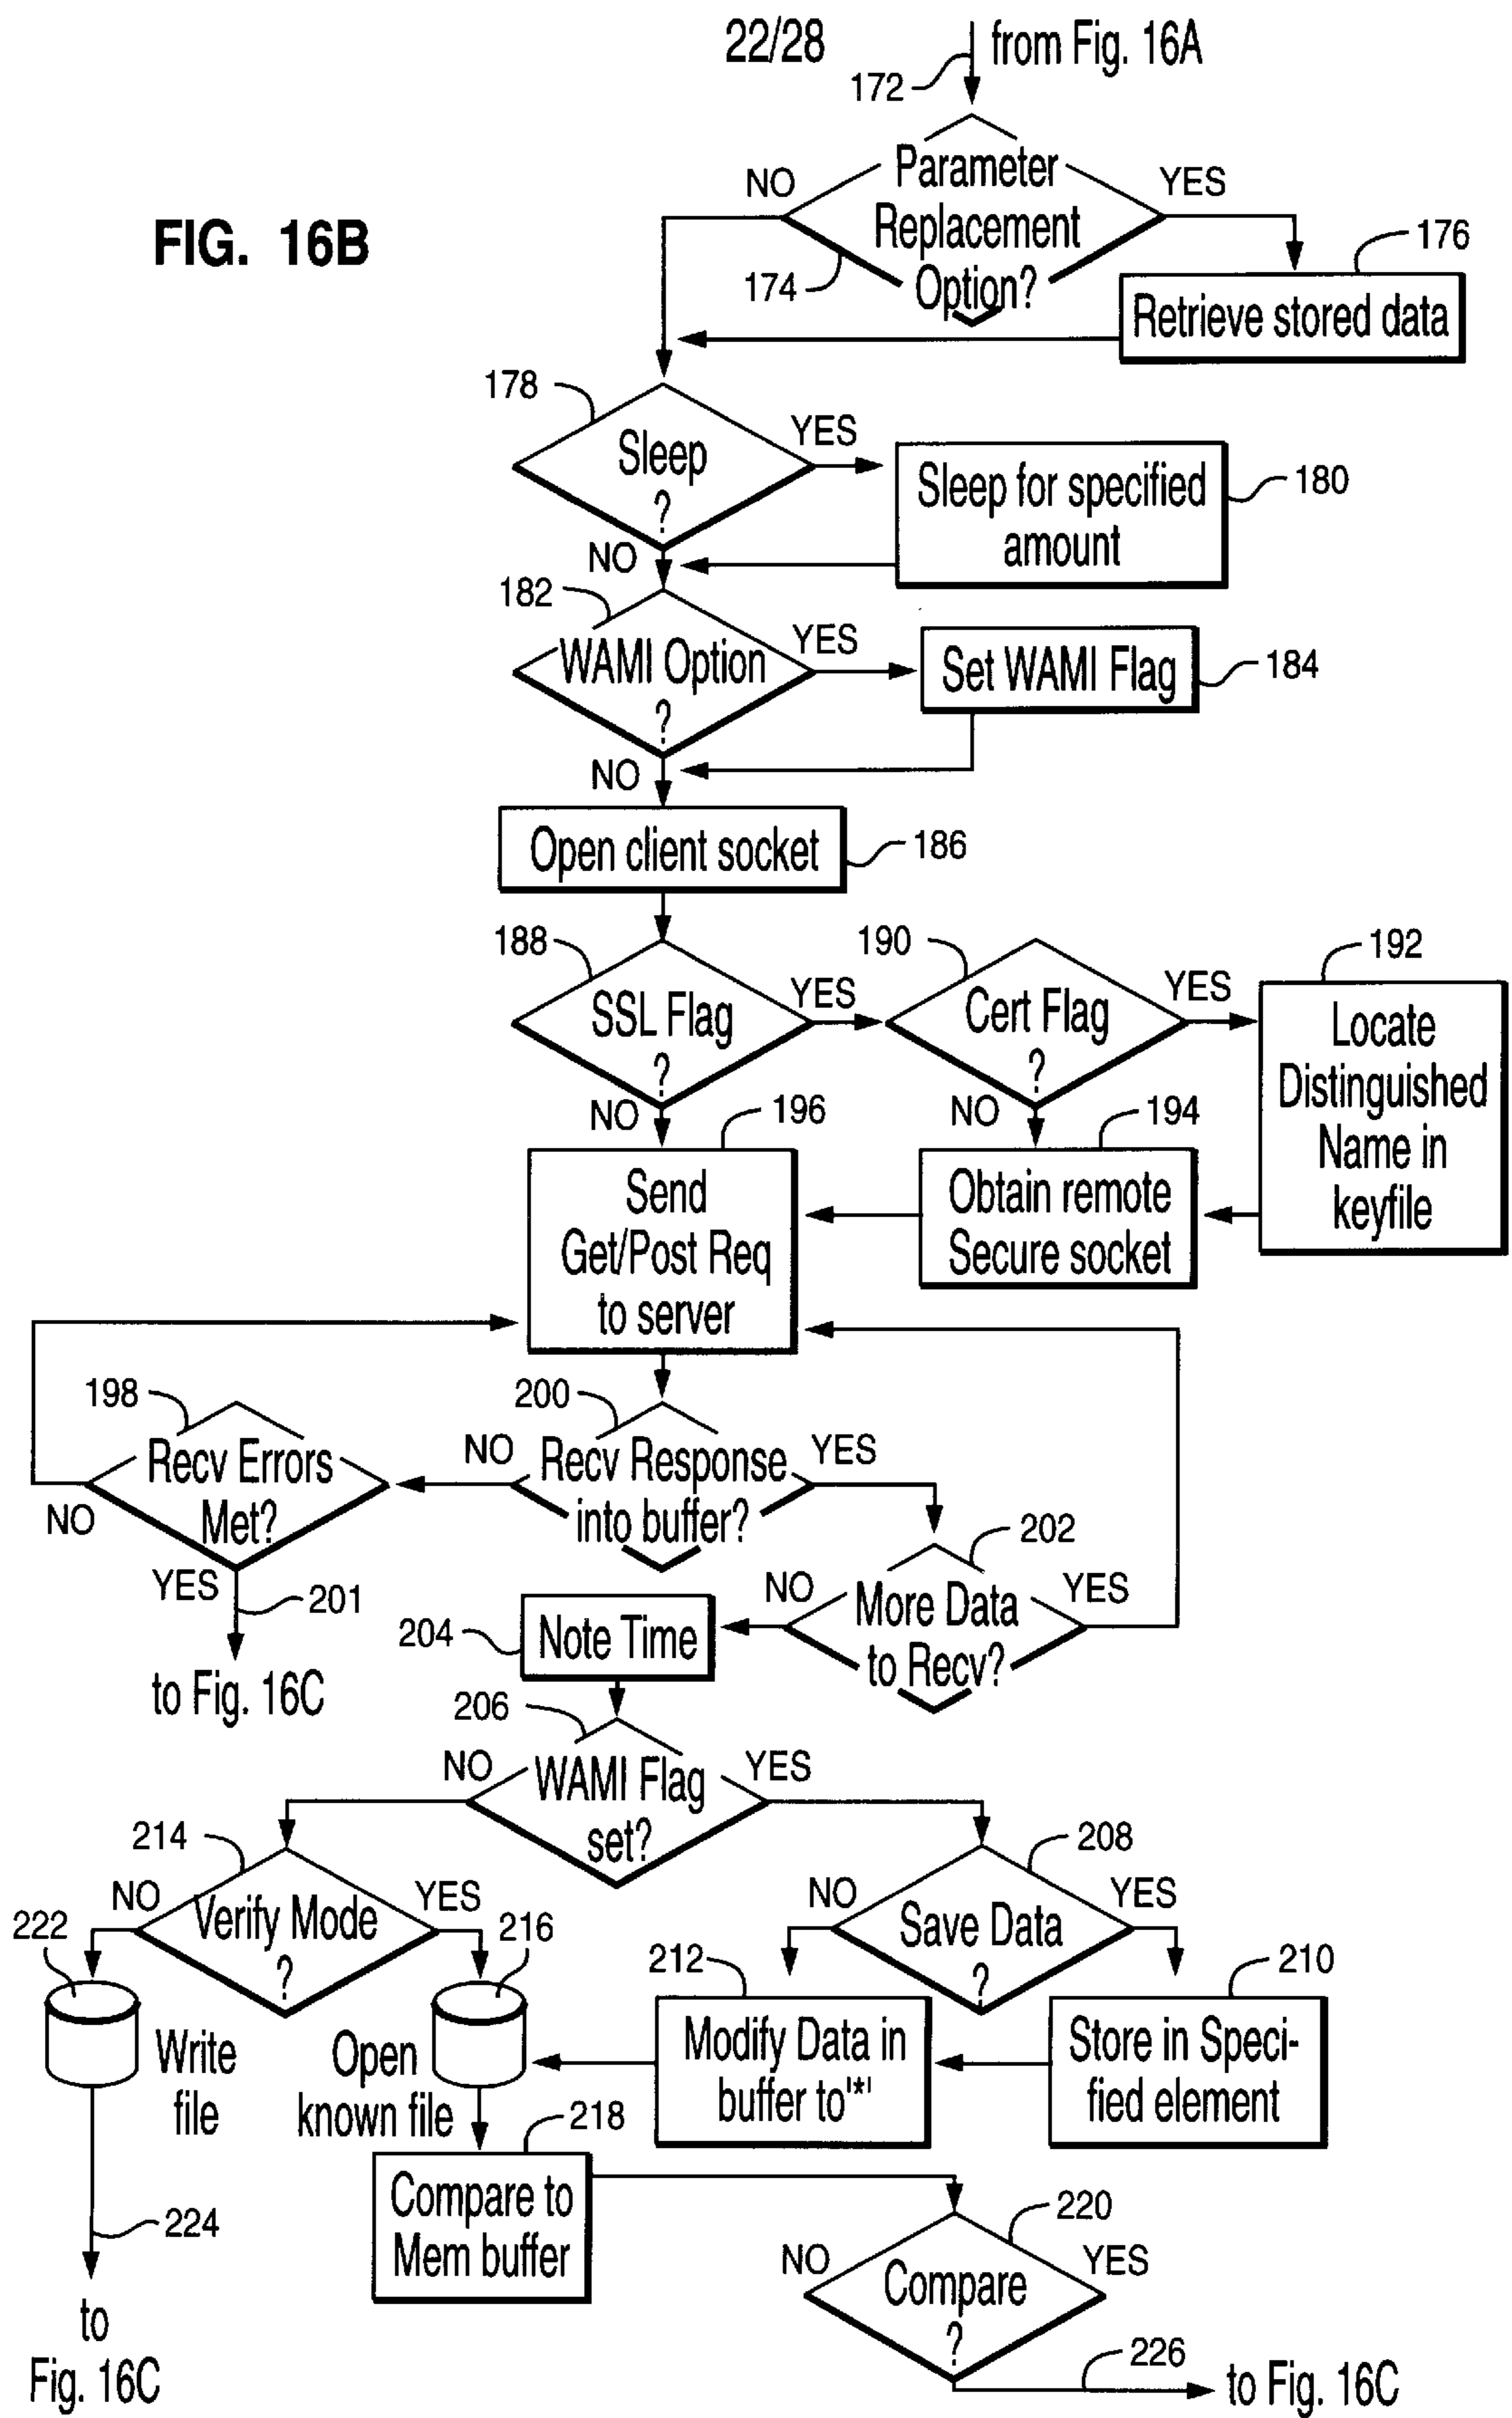 22/28
from Fig. 16A
172
FIG. 16B
NO
Parameter
Replacement
Option?
YES
174
176
Retrieve stored data
178
Sleep
?
YES
NO
Sleep for specified
amount
180
182
WAMI Option
?
YES
NO
Set WAMI Flag
184
Open client socket
186
188
SSL Flag
?
YES
NO
190
Cert Flag
?
YES
NO
192
Locate
Distinguished
Name in
keyfile
194
Obtain remote
Secure socket
196
Send
Get/Post Req
to server
198
Recv Errors
Met?
NO
YES
201
to Fig. 16C
200
NO
Recv Response
into buffer?
YES
202
NO
More Data
to Recv?
YES
204
Note Time
206
NO
WAMI Flag
set?
YES
214
NO
Verify Mode
?
YES
208
NO
Save Data
?
YES
222
Write
file
216
Open
known file
212
Modify Data in
buffer to'*'
210
Store in Speci-
fied element
218
Compare to
Mem buffer
224
to
Fig. 16C
220
NO
Compare
?
YES
226
to Fig. 16C